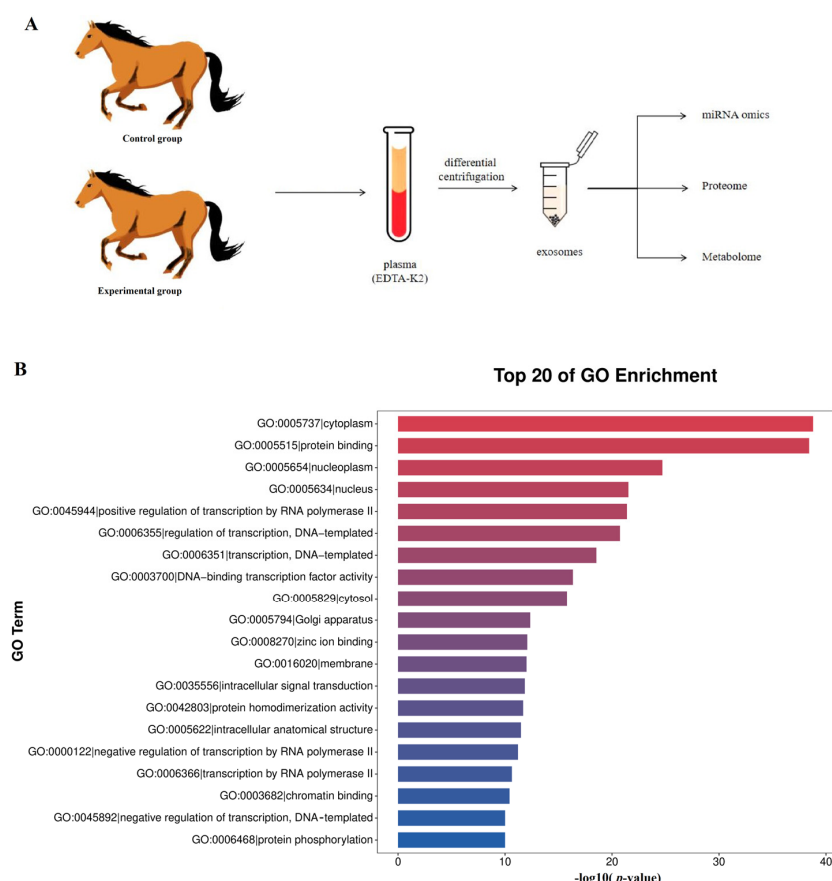 A
Control group
Experimental group
plasma
(EDTA-K2)
differential
centrifugation
exosomes
miRNA omics
Proteome
Metabolome
B
Top 20 of GO Enrichment
GO Term
GO:0005737|cytoplasm
GO:0005515|protein binding
GO:0005654|nucleoplasm
GO:0005634|nucleus
GO:0045944|positive regulation of transcription by RNA polymerase II
GO:0006355|regulation of transcription, DNA−templated
GO:0006351|transcription, DNA−templated
GO:0003700|DNA−binding transcription factor activity
GO:0005829|cytosol
GO:0005794|Golgi apparatus
GO:0008270|zinc ion binding
GO:0016020|membrane
GO:0035556|intracellular signal transduction
GO:0042803|protein homodimerization activity
GO:0005622|intracellular anatomical structure
GO:0000122|negative regulation of transcription by RNA polymerase II
GO:0006366|transcription by RNA polymerase II
GO:0003682|chromatin binding
GO:0045892|negative regulation of transcription, DNA−templated
GO:0006468|protein phosphorylation
0 10 20 30 40
-log10( p-value)